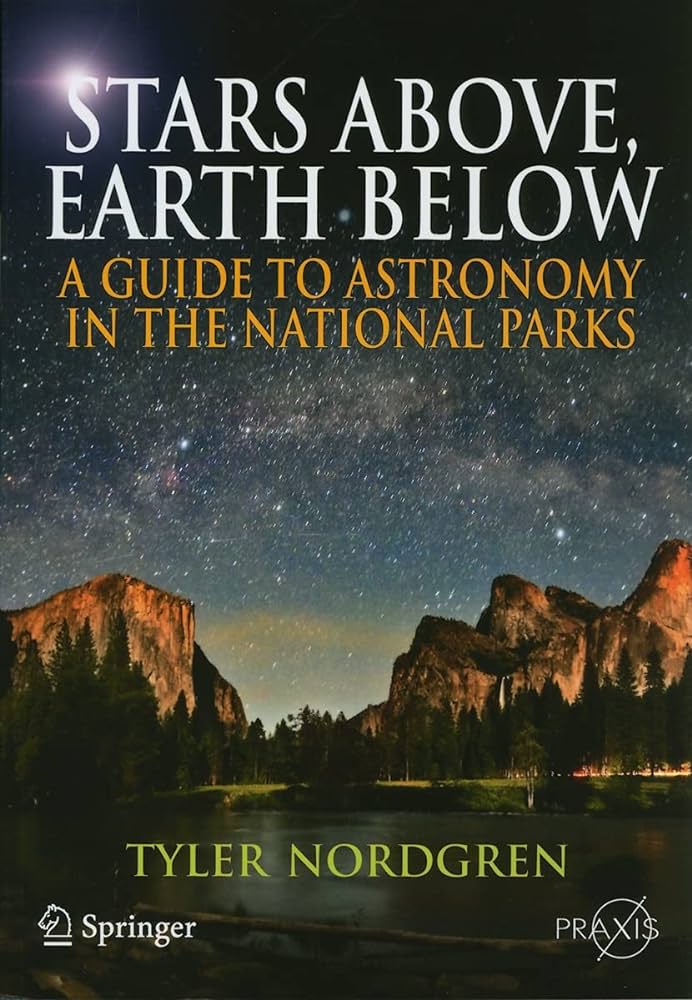 STARS ABOVE,
EARTH BELOW
A GUIDE TO ASTRONOMY
IN THE NATIONAL PARKS
TYLER NORDGREN
Springer
PRAXIS